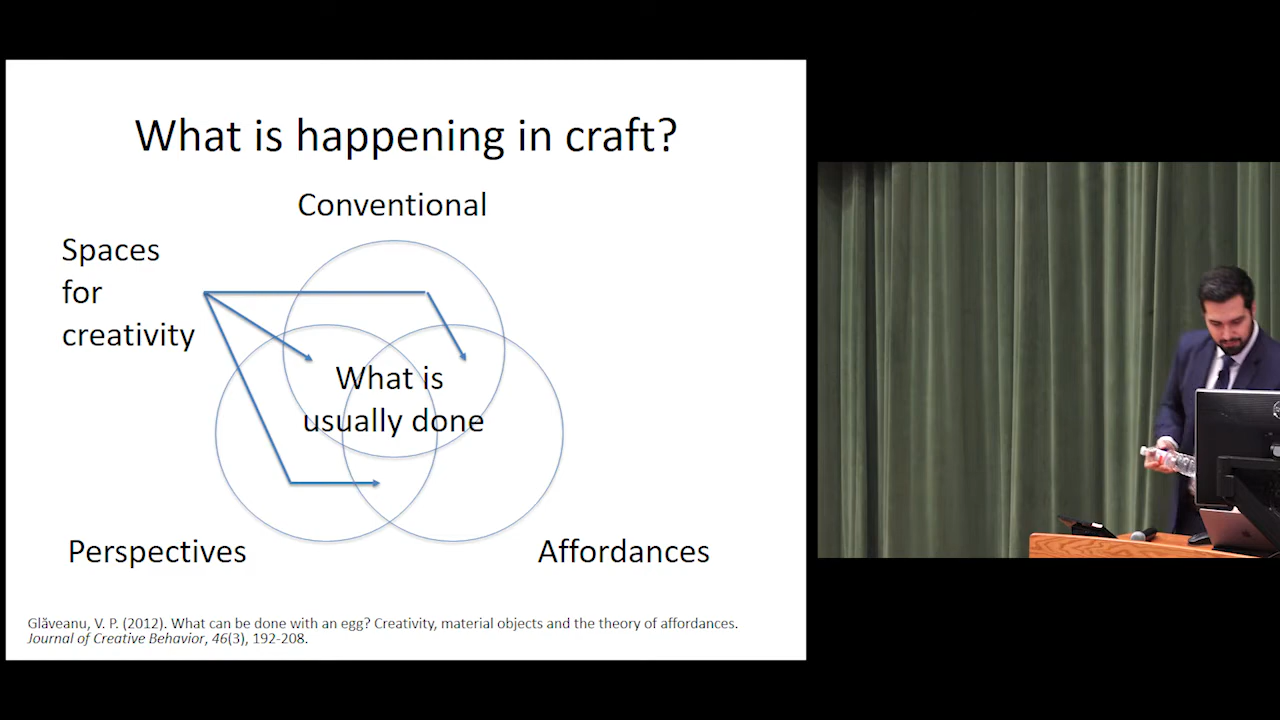 What is happening in craft?
Conventional
Spaces
for
creativity
What is
usually done
Perspectives
Affordances
Glăveanu, V. P. (2012). What can be done with an egg? Creativity, material objects and the theory of affordances.
Journal of Creative Behavior, 46(3), 192-208.